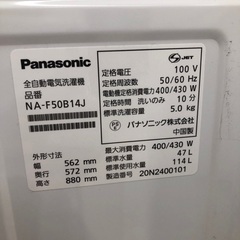 Panasonic
JET
全自動電気洗濯機
品番
NA-F50B14J
外形寸法
幅 562 mm
奥行 572 mm
高さ 880 mm
定格電圧 100 V
定格周波数 50/60 Hz
電動機定格消費電力 400/430 W
定格時間 洗いのみ 10 分
標準洗濯容量 5.0 kg
パナソニック株式会社
中国製
標準消費電力 400/430 W
標準水量 47 L
標準使用水量 114 L
製造番号 20N2400101